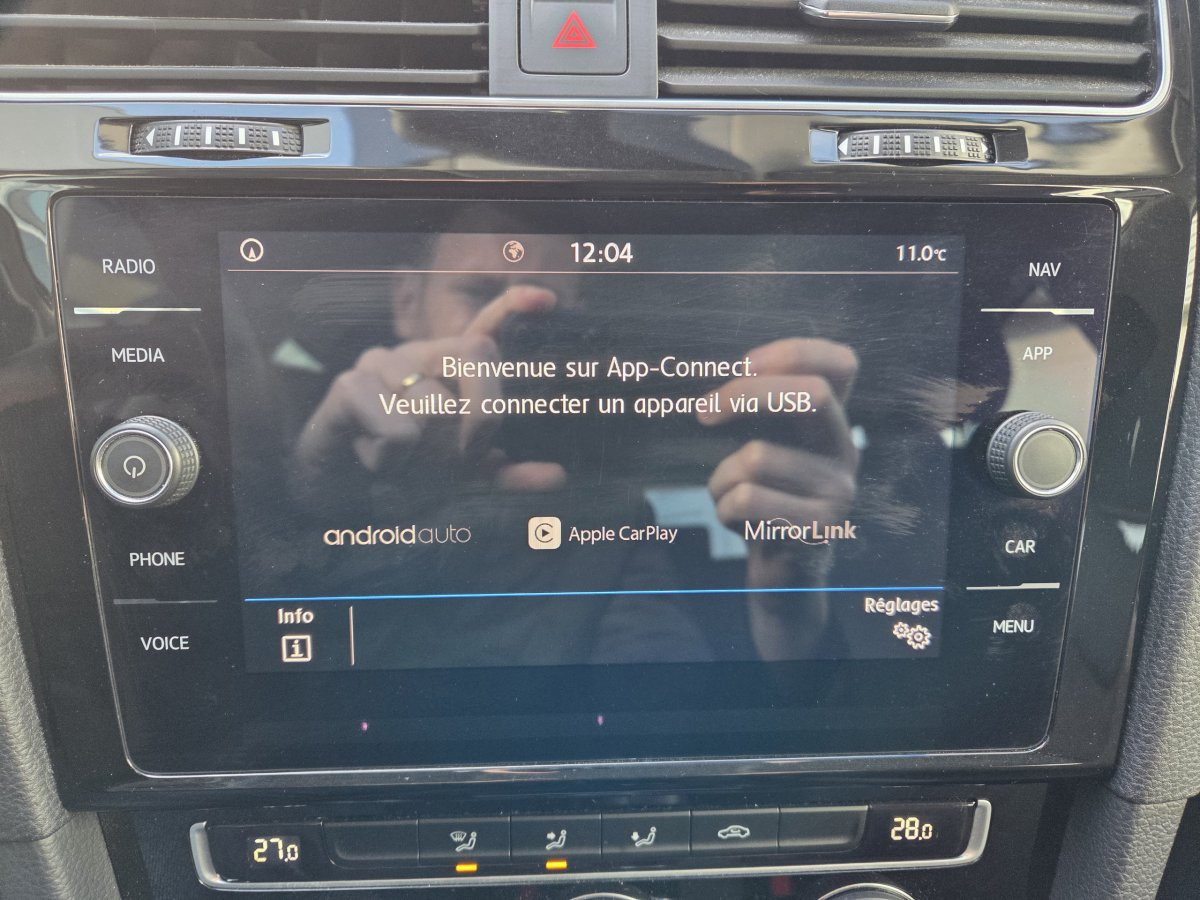 12:04
11.0°C
RADIO
MEDIA
PHONE
VOICE
NAV
APP
CAR
MENU
Bienvenue sur App-Connect.
Veuillez connecter un appareil via USB.
androidauto
Apple CarPlay
MirrorLink
Info
i
Réglages
27.0
28.0